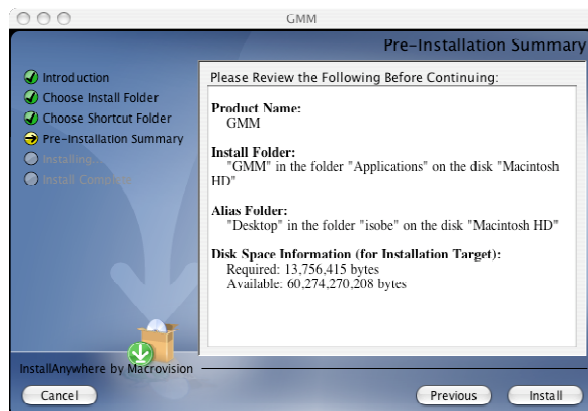 GMM
Pre-Installation Summary
Introduction
Choose Install Folder
Choose Shortcut Folder
Pre-Installation Summary
Installing...
Install Complete
Please Review the Following Before Continuing:
Product Name:
GMM
Install Folder:
"GMM" in the folder "Applications" on the disk "Macintosh
HD"
Alias Folder:
"Desktop" in the folder "isobe" on the disk "Macintosh HD"
Disk Space Information (for Installation Target):
Required: 13,756,415 bytes
Available: 60,274,270,208 bytes
InstallAnywhere by Macrovision
Cancel
Previous
Install